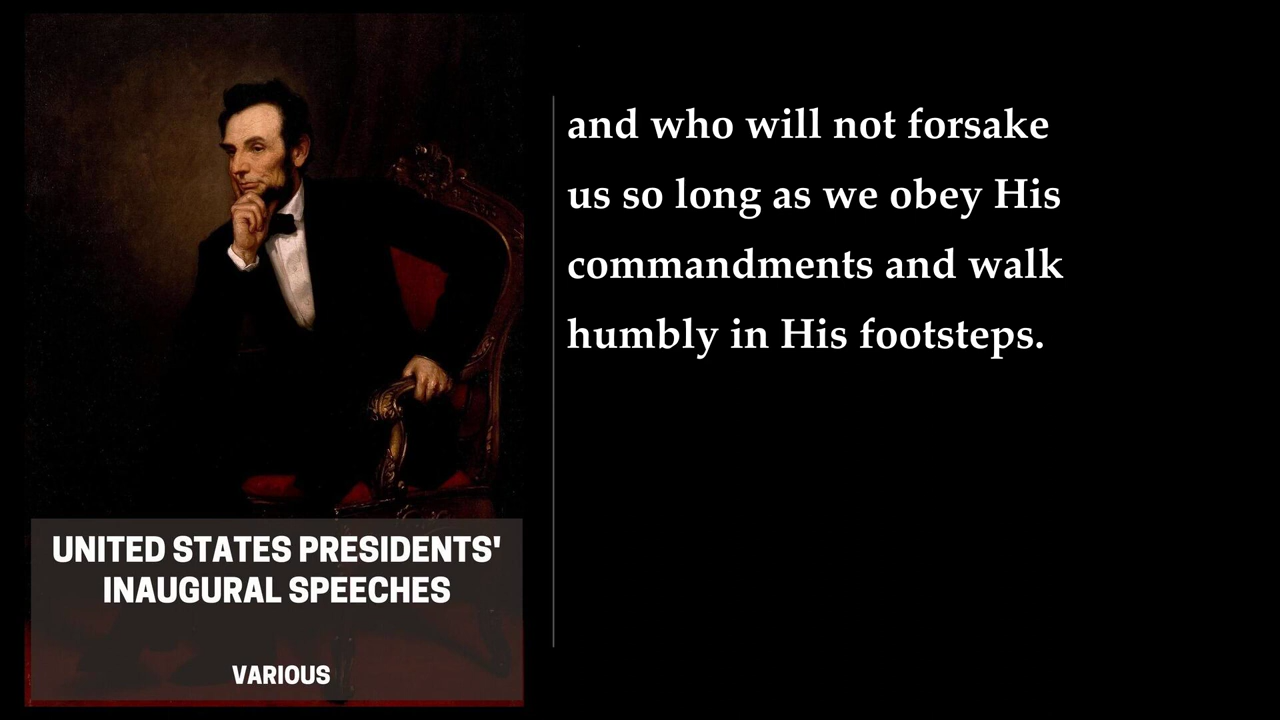 and who will not forsake
us so long as we obey His
commandments and walk
humbly in His footsteps.
UNITED STATES PRESIDENTS'
INAUGURAL SPEECHES
VARIOUS